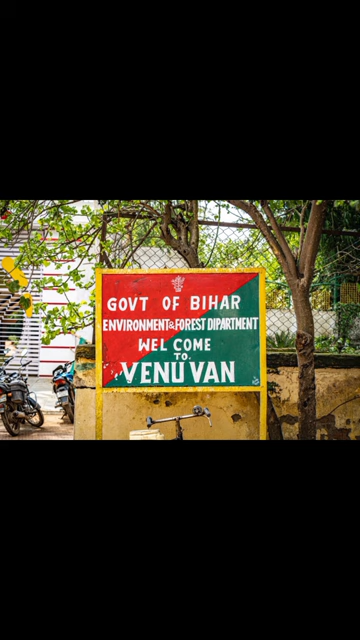 GOVT OF BIHAR
ENVIRONMENT&FOREST DIPARTMENT
WEL COME
TO.
VENU VAN